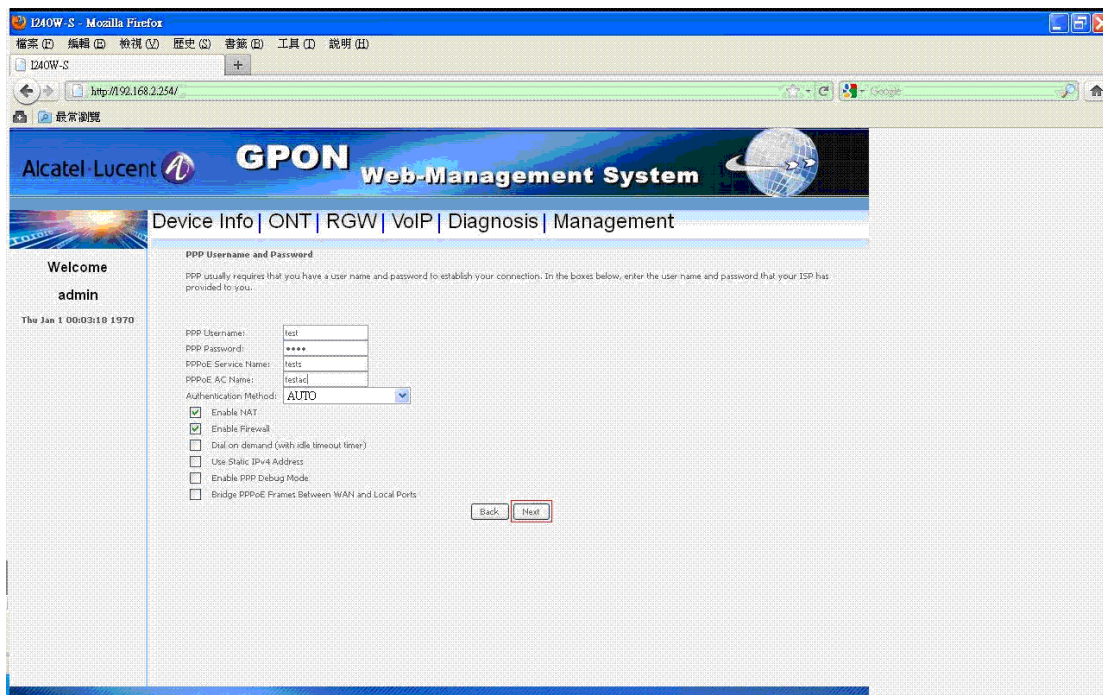 I240W-S - Mozilla Firefox
檔案(F) 編輯(E) 檢視(V) 歷史(S) 書籤(B) 工具(T) 說明(H)
I240W-S
http://192.168.2.254/
Google
最常瀏覽
Alcatel·Lucent
GPON Web-Management System
Device Info | ONT | RGW | VoIP | Diagnosis | Management
Welcome
admin
Thu Jan 1 00:03:18 1970
PPP Username and Password
PPP usually requires that you have a user name and password to establish your connection. In the boxes below, enter the user name and password that your ISP has
provided to you.
PPP Username: test
PPP Password: ••••
PPPoE Service Name: tests
PPPoE AC Name: testac
Authentication Method: AUTO
Enable NAT
Enable Firewall
Dial on demand (with idle timeout timer)
Use Static IPv4 Address
Enable PPP Debug Mode
Bridge PPPoE Frames Between WAN and Local Ports
Back Next